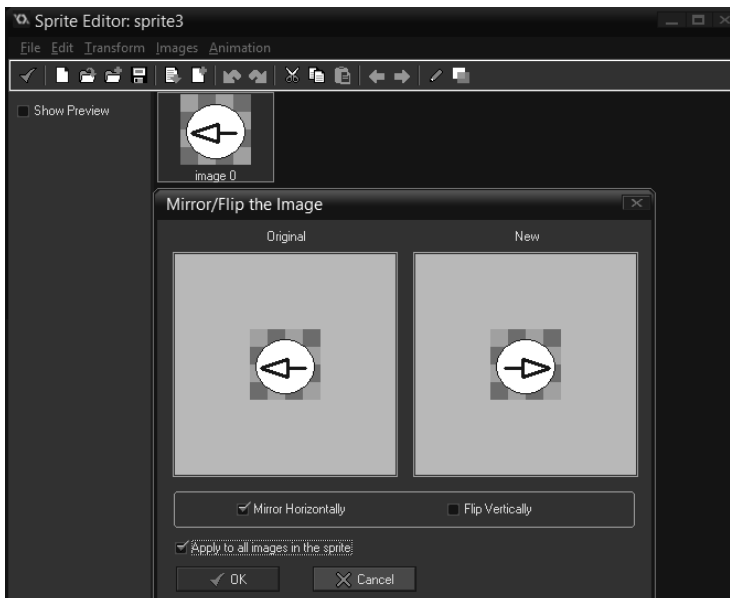 Sprite Editor: sprite3
File Edit Transform Images Animation
Show Preview
image 0
Mirror/Flip the Image
Original New
Mirror Horizontally Flip Vertically
Apply to all images in the sprite
OK Cancel